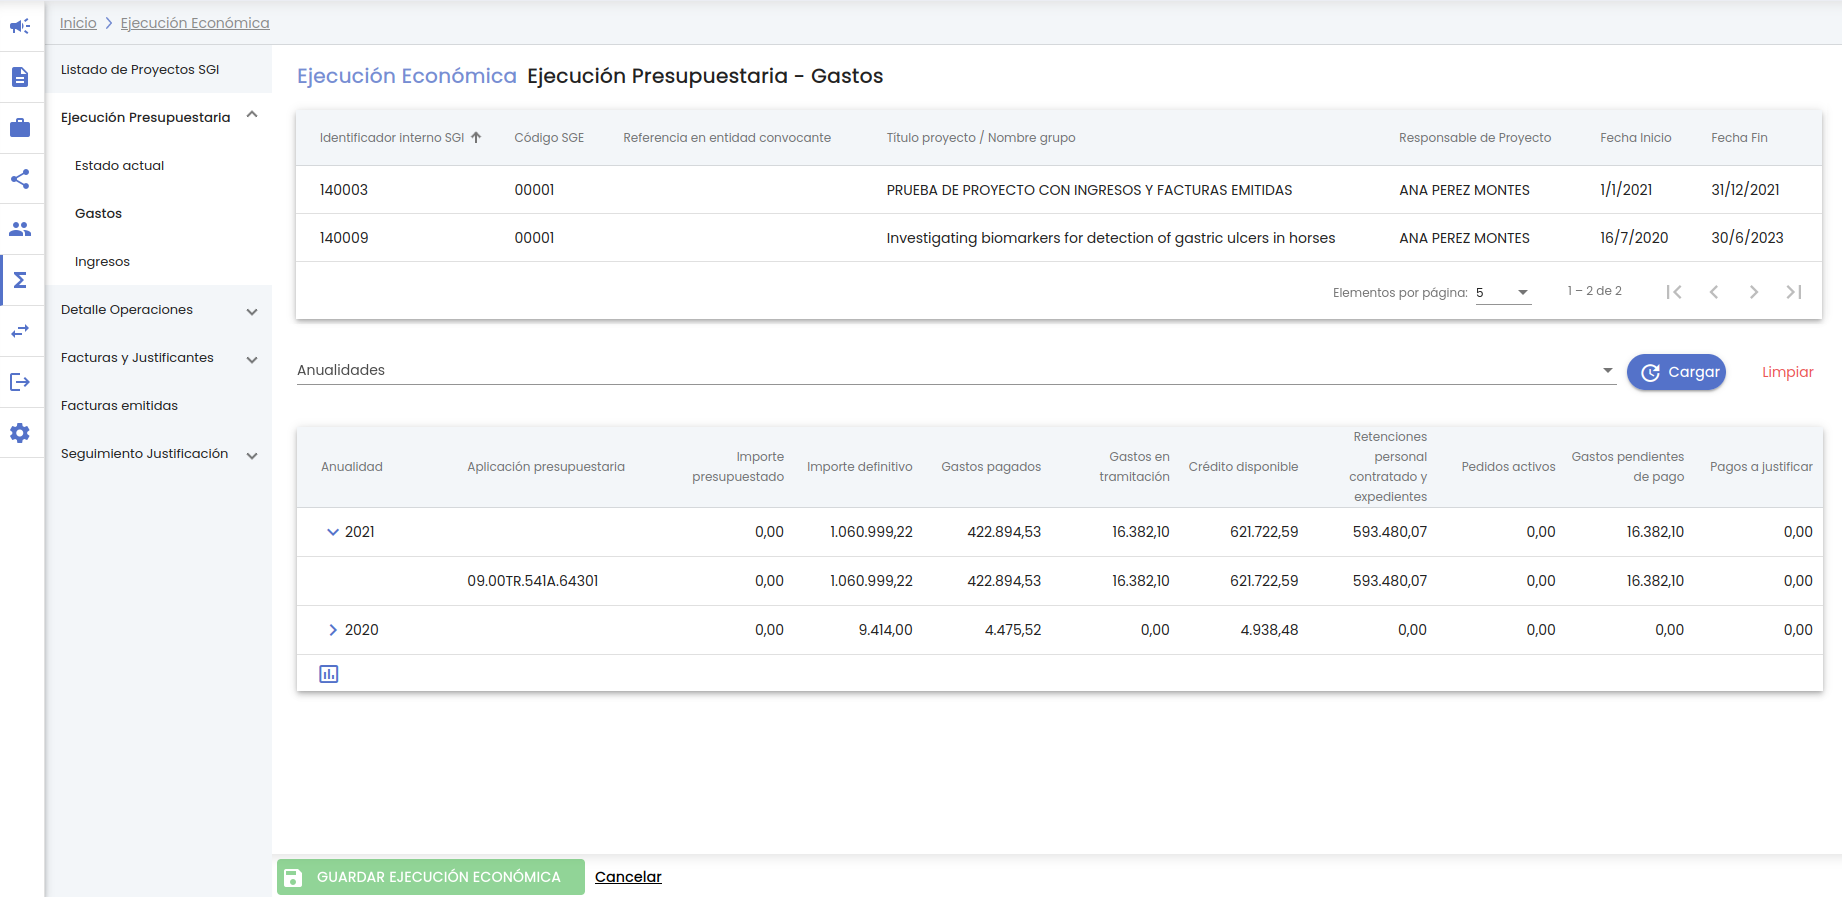 Inicio > Ejecución Económica
Listado de Proyectos SGI
Ejecución Presupuestaria
Estado actual
Gastos
Ingresos
Detalle Operaciones
Facturas y Justificantes
Facturas emitidas
Seguimiento Justificación
Ejecución Económica Ejecución Presupuestaria - Gastos
Identificador interno SGI Código SGE Referencia en entidad convocante Título proyecto / Nombre grupo Responsable de Proyecto Fecha Inicio Fecha Fin
140003 00001 PRUEBA DE PROYECTO CON INGRESOS Y FACTURAS EMITIDAS ANA PEREZ MONTES 1/1/2021 31/12/2021
140009 00001 Investigating biomarkers for detection of gastric ulcers in horses ANA PEREZ MONTES 16/7/2020 30/6/2023
Elementos por página: 5 1 – 2 de 2
Anualidades Cargar Limpiar
Anualidad Aplicación presupuestaria Importe presupuestado Importe definitivo Gastos pagados Gastos en tramitación Crédito disponible Retenciones personal contratado y expedientes Pedidos activos Gastos pendientes de pago Pagos a justificar
2021 0,00 1.060.999,22 422.894,53 16.382,10 621.722,59 593.480,07 0,00 16.382,10 0,00
09.00TR.541A.64301 0,00 1.060.999,22 422.894,53 16.382,10 621.722,59 593.480,07 0,00 16.382,10 0,00
2020 0,00 9.414,00 4.475,52 0,00 4.938,48 0,00 0,00 0,00 0,00
GUARDAR EJECUCIÓN ECONÓMICA Cancelar